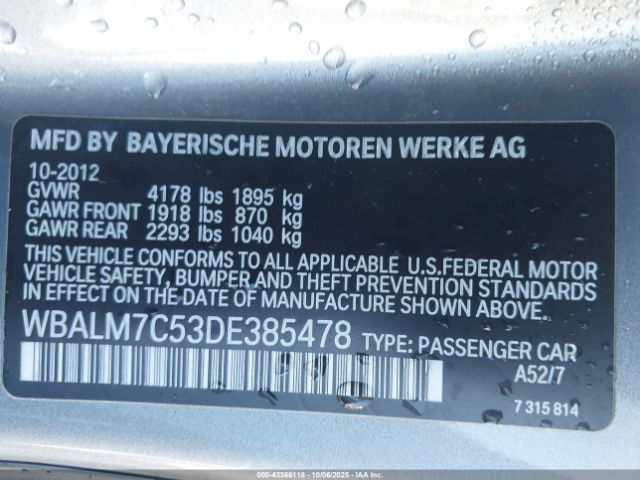 MFD BY BAYERISCHE MOTOREN WERKE AG
10-2012
GVWR 4178 lbs 1895 kg
GAWR FRONT 1918 lbs 870 kg
GAWR REAR 2293 lbs 1040 kg
THIS VEHICLE CONFORMS TO ALL APPLICABLE U.S.FEDERAL MOTOR
VEHICLE SAFETY, BUMPER AND THEFT PREVENTION STANDARDS
IN EFFECT ON THE DATE OF MANUFACTURE SHOWN ABOVE.
WBALM7C53DE385478 TYPE: PASSENGER CAR
A52/7
7 315 814
000-43366118 - 10/06/2025 - COPYRIGHT IAA, LLC.